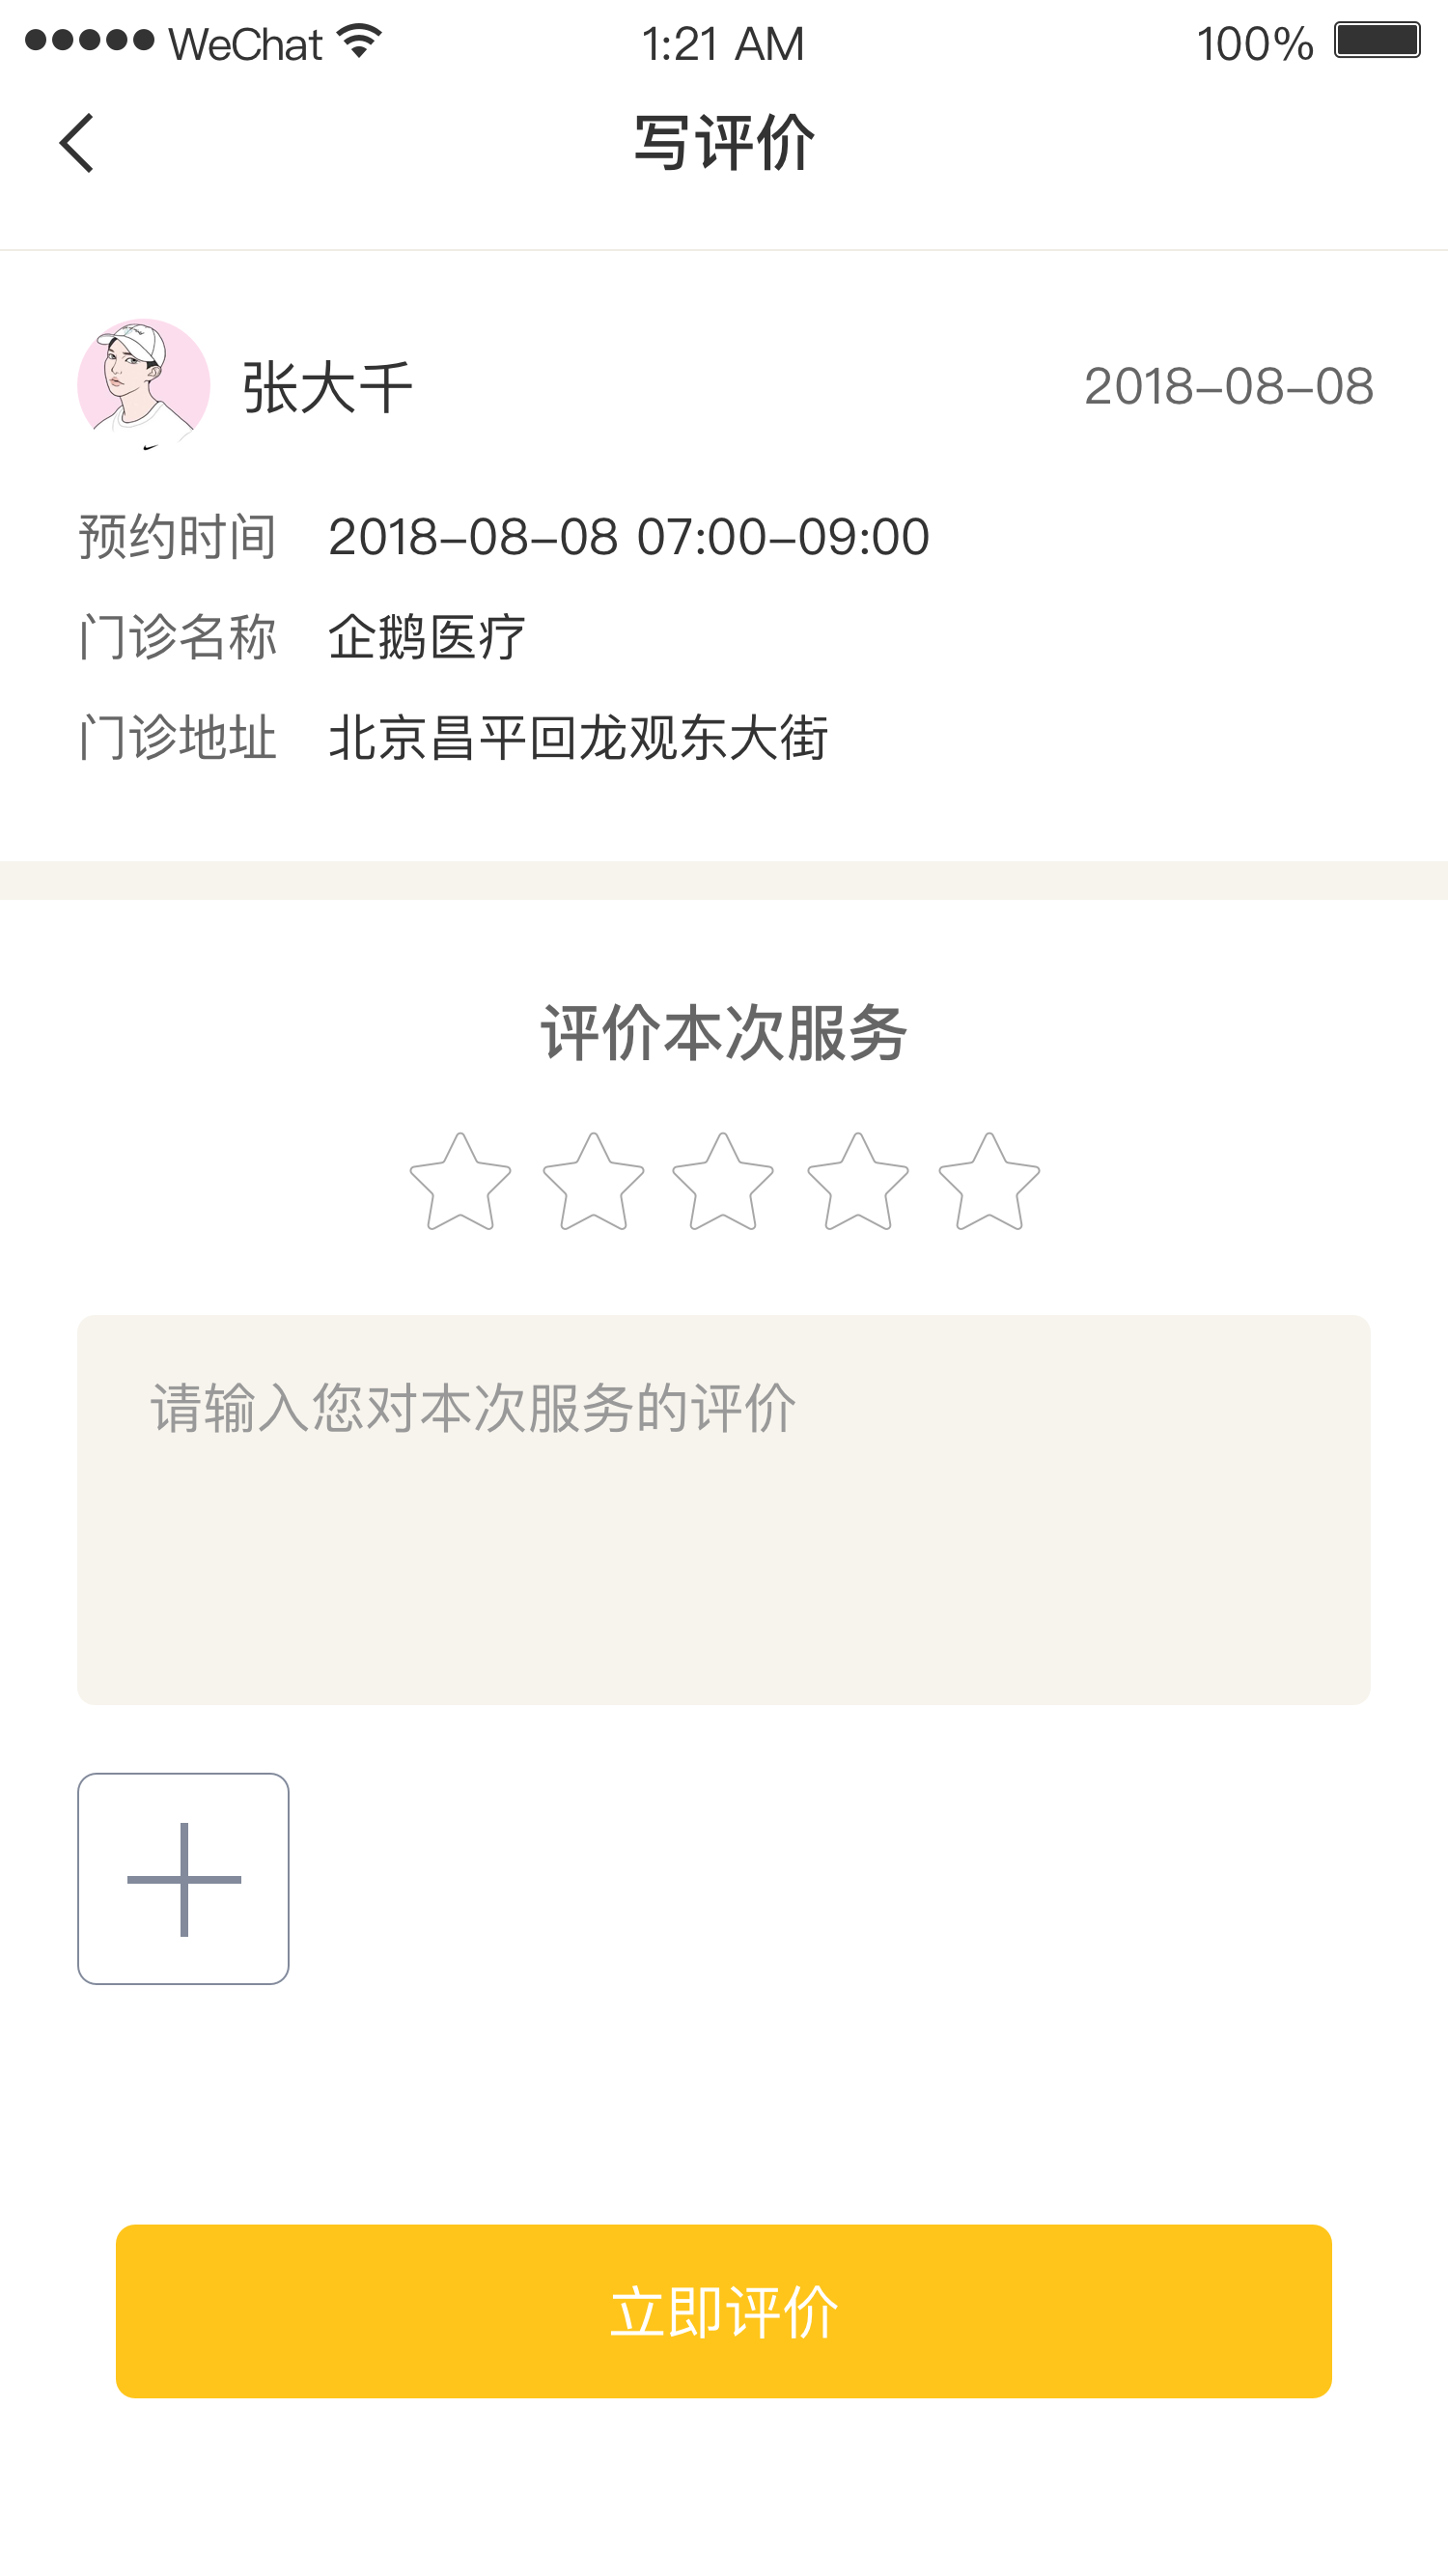 WeChat 1:21 AM 100%
写评价
张大千 2018-08-08
预约时间 2018-08-08 07:00-09:00
门诊名称 企鹅医疗
门诊地址 北京昌平回龙观东大街
评价本次服务
请输入您对本次服务的评价
立即评价